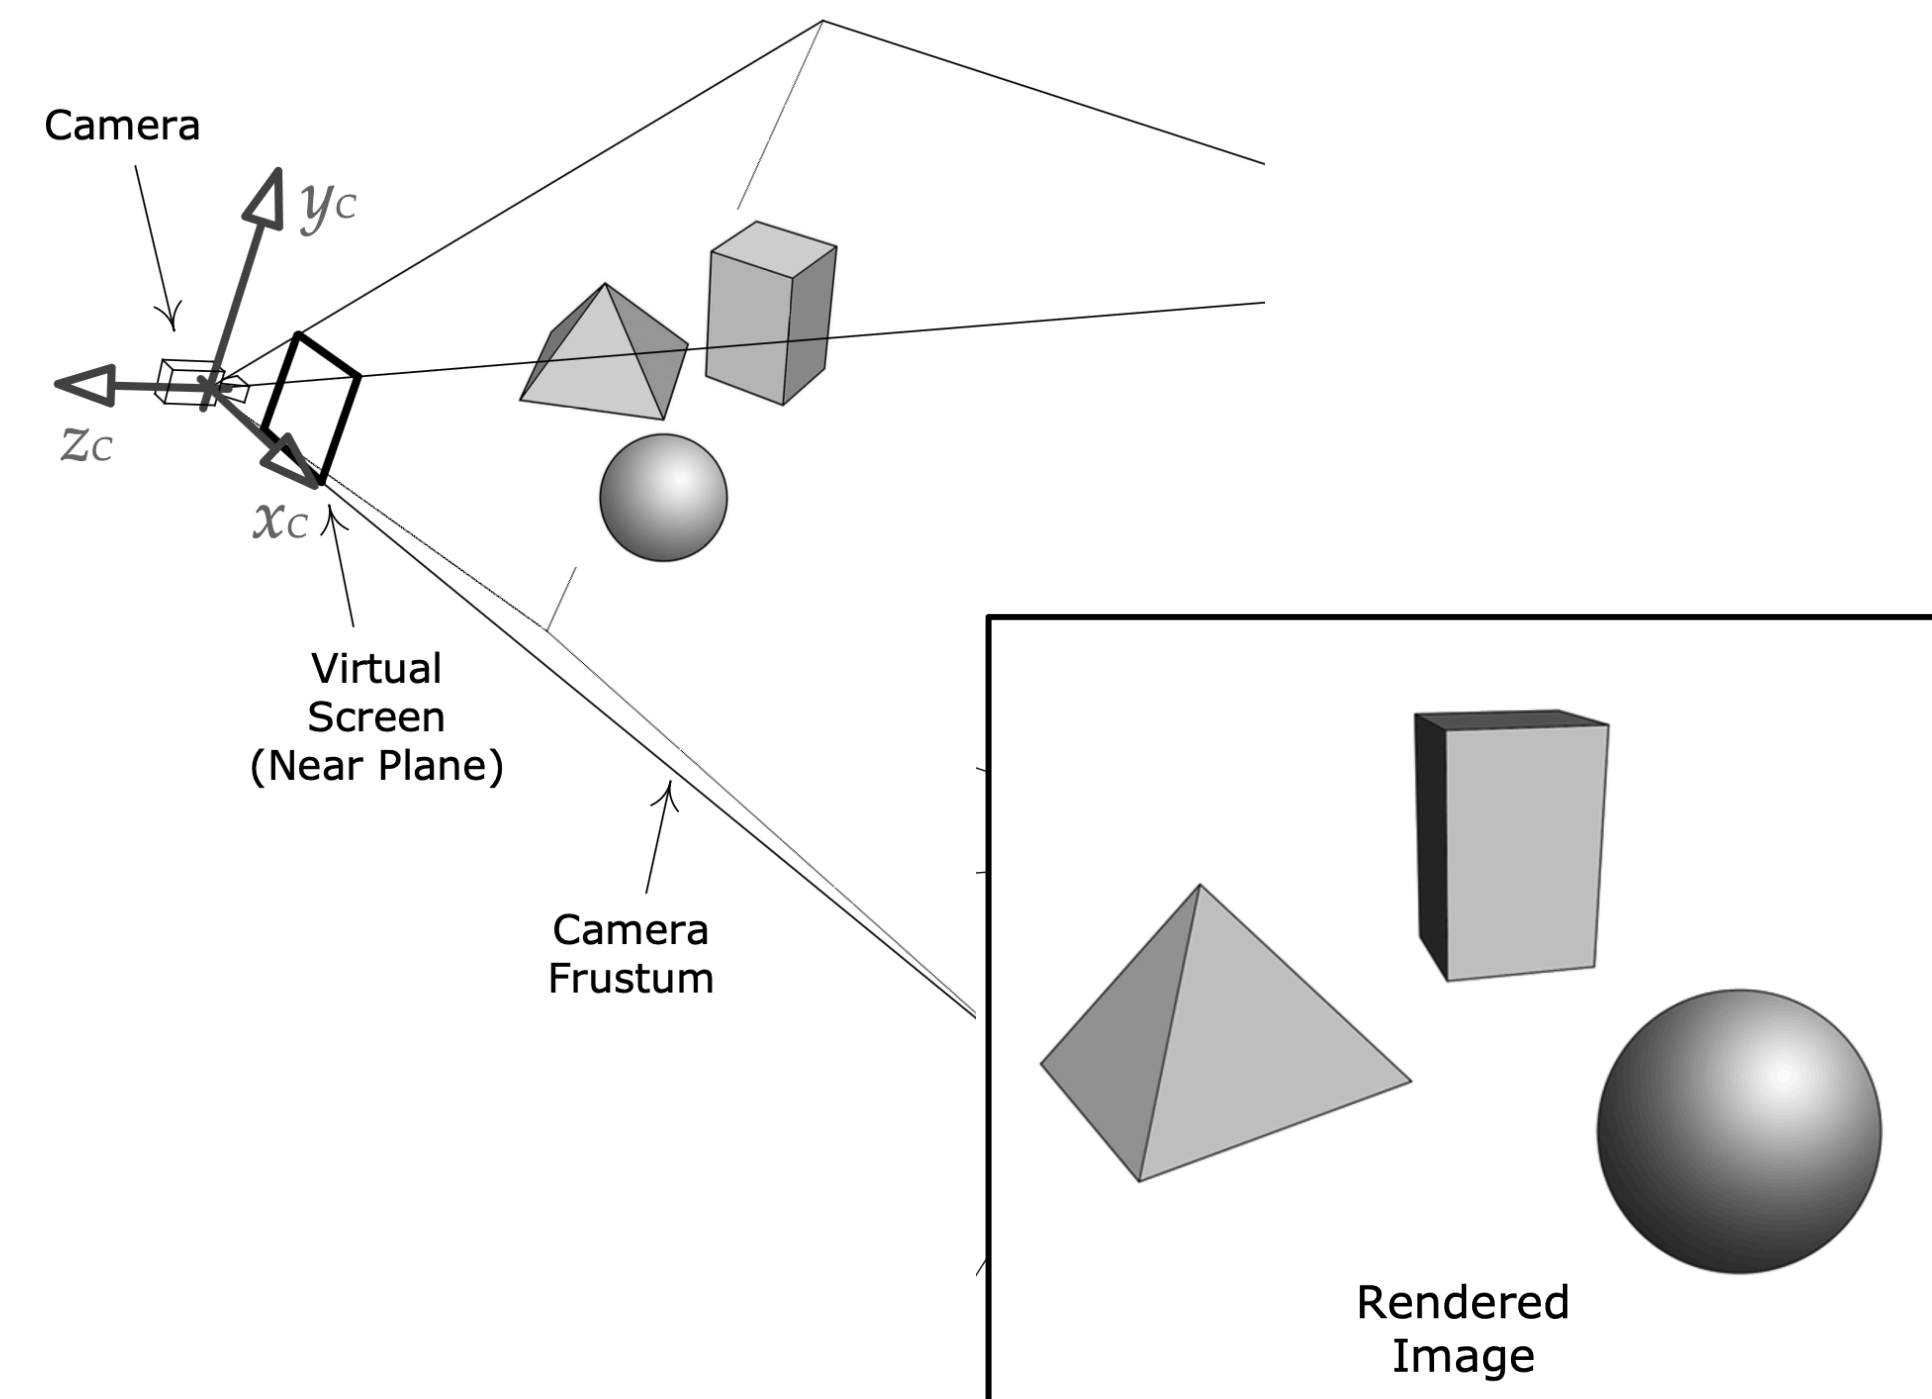 Camera
yC
zC
xC
Virtual
Screen
(Near Plane)
Camera
Frustum
Rendered
Image